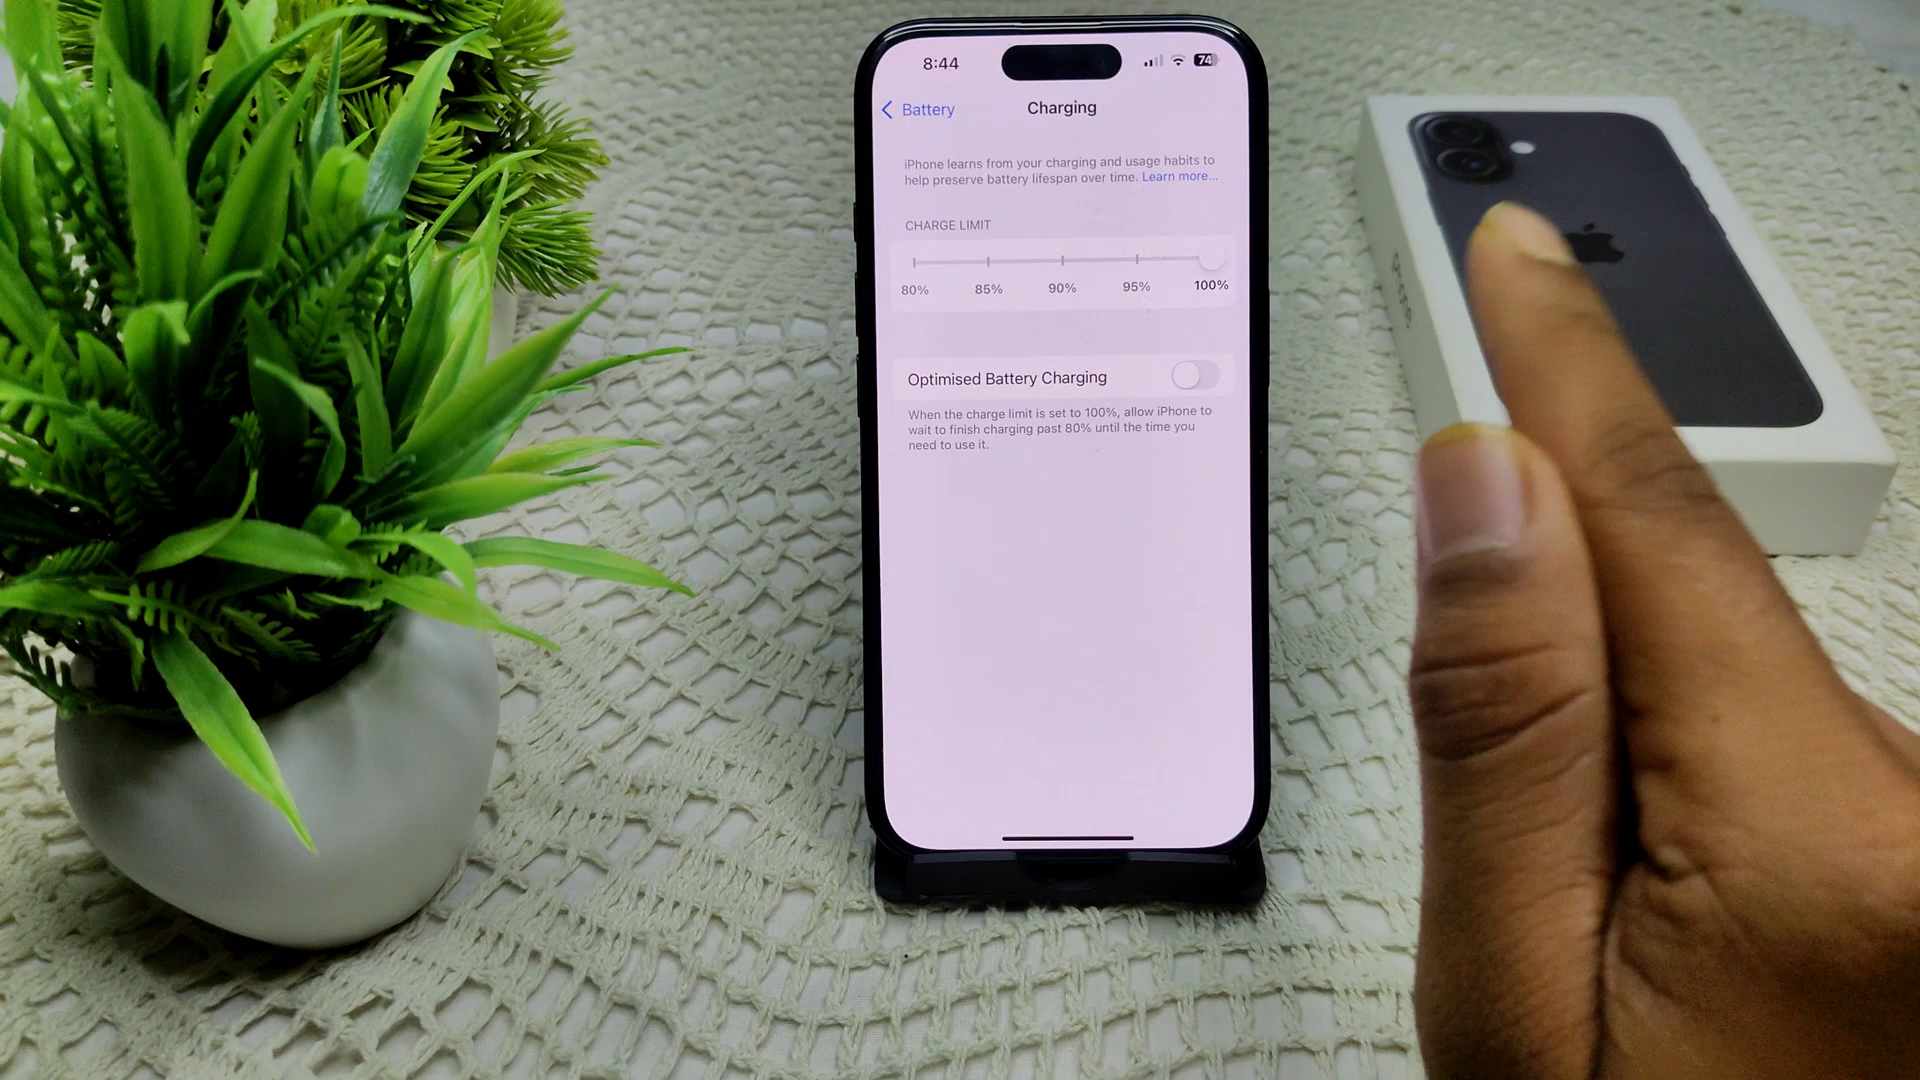 8:44
74
Battery
Charging
iPhone learns from your charging and usage habits to
help preserve battery lifespan over time. Learn more...
CHARGE LIMIT
80%
85%
90%
95%
100%
Optimised Battery Charging
When the charge limit is set to 100%, allow iPhone to
wait to finish charging past 80% until the time you
need to use it.